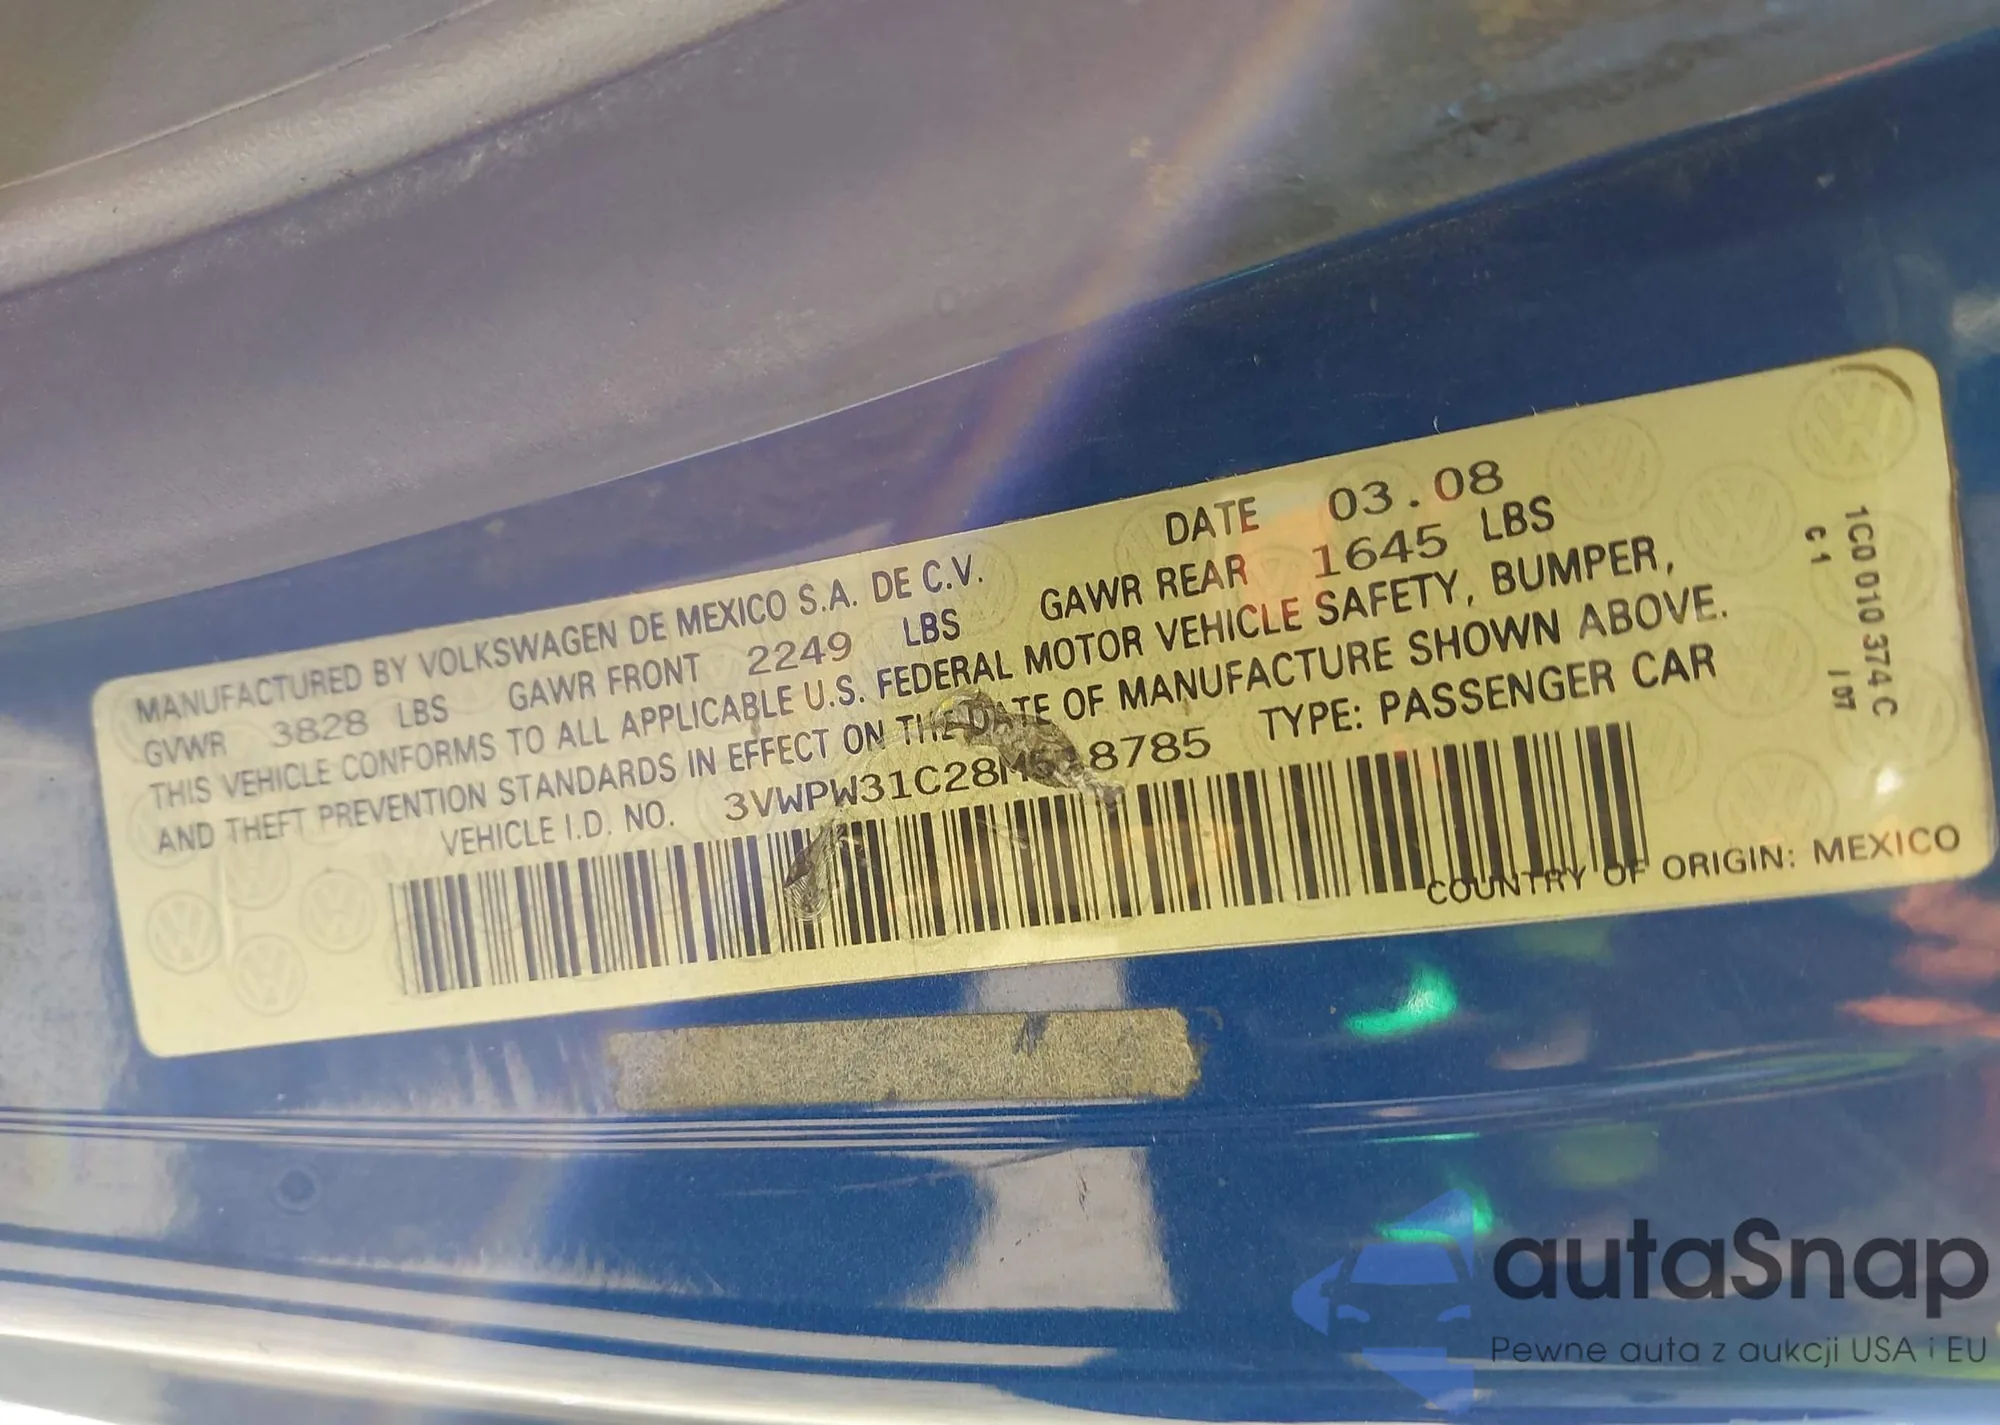 MANUFACTURED BY VOLKSWAGEN DE MEXICO S.A. DE C.V. DATE 03.08
GVWR 3828 LBS GAWR FRONT 2249 LBS GAWR REAR 1645 LBS
THIS VEHICLE CONFORMS TO ALL APPLICABLE U.S. FEDERAL MOTOR VEHICLE SAFETY, BUMPER,
AND THEFT PREVENTION STANDARDS IN EFFECT ON THE DATE OF MANUFACTURE SHOWN ABOVE.
VEHICLE I.D. NO. 3VWPW31C28M518785 TYPE: PASSENGER CAR
COUNTRY OF ORIGIN: MEXICO
1C0 010 374 C
C1 / 07
autaSnap
Pewne auta z aukcji USA i EU